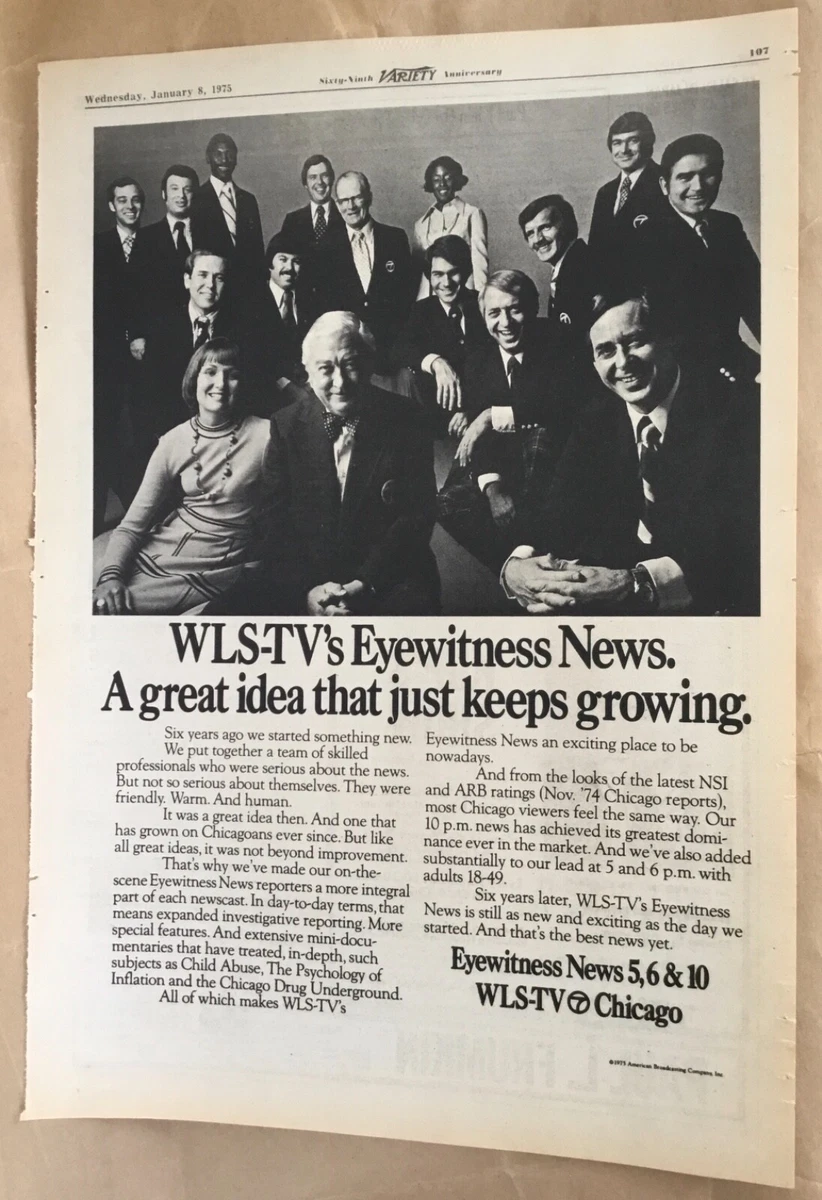 Wednesday, January 8, 1975
Sixty-Ninth VARIETY Anniversary
107
WLS-TV's Eyewitness News.
A great idea that just keeps growing.
Six years ago we started something new.
We put together a team of skilled
professionals who were serious about the news.
But not so serious about themselves. They were
friendly. Warm. And human.
It was a great idea then. And one that
has grown on Chicagoans ever since. But like
all great ideas, it was not beyond improvement.
That's why we've made our on-the-
scene Eyewitness News reporters a more integral
part of each newscast. In day-to-day terms, that
means expanded investigative reporting. More
special features. And extensive mini-docu-
mentaries that have treated, in-depth, such
subjects as Child Abuse, The Psychology of
Inflation and the Chicago Drug Underground.
All of which makes WLS-TV's
Eyewitness News an exciting place to be
nowadays.
And from the looks of the latest NSI
and ARB ratings (Nov. '74 Chicago reports),
most Chicago viewers feel the same way. Our
10 p.m. news has achieved its greatest domi-
nance ever in the market. And we've also added
substantially to our lead at 5 and 6 p.m. with
adults 18-49.
Six years later, WLS-TV's Eyewitness
News is still as new and exciting as the day we
started. And that's the best news yet.
Eyewitness News 5, 6 & 10
WLS-TV 7 Chicago
©1975 American Broadcasting Company, Inc.